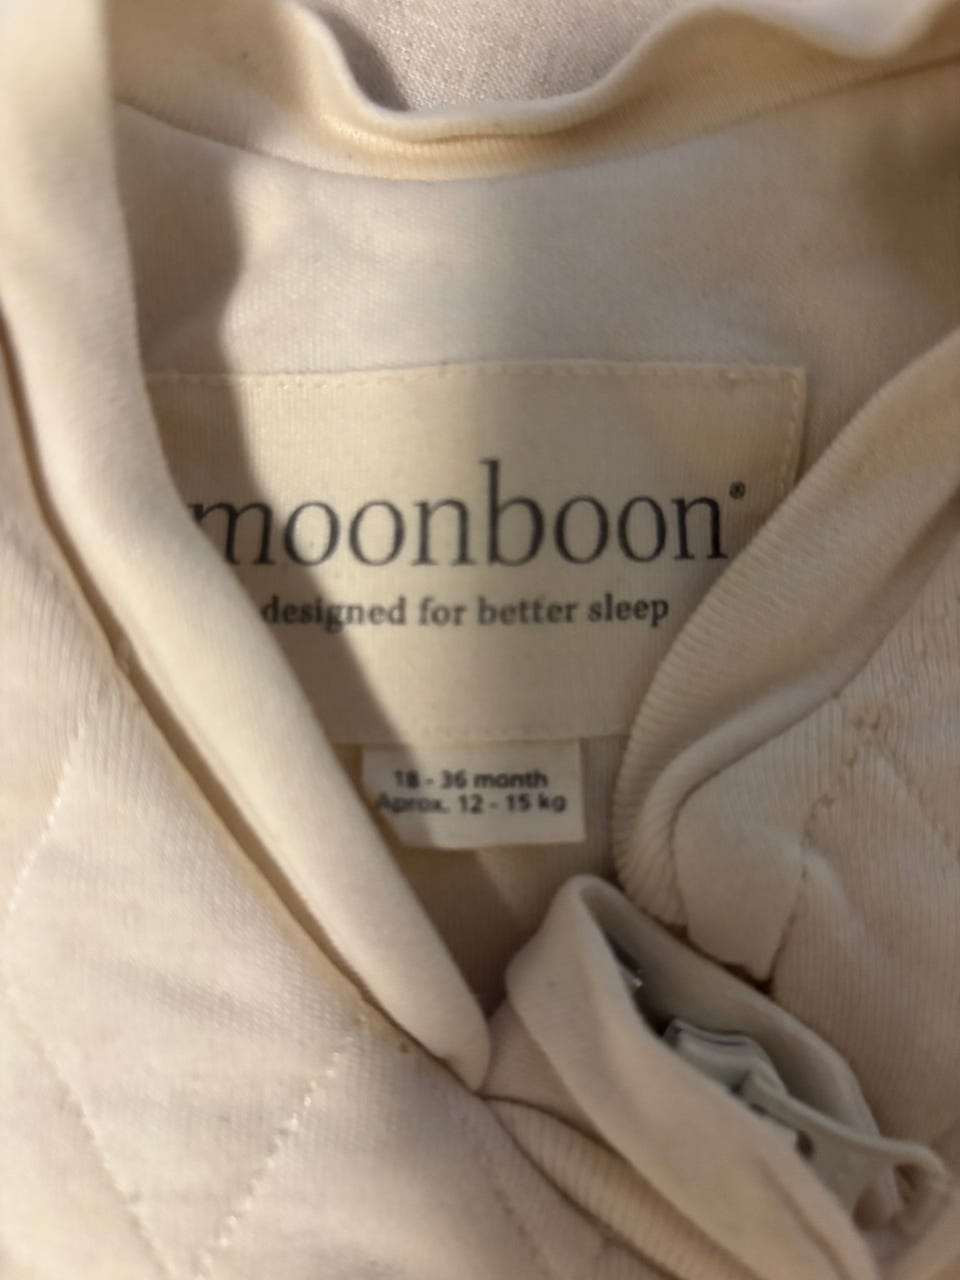 moonboon®
designed for better sleep
18 - 36 month
Aprox. 12 - 15 kg